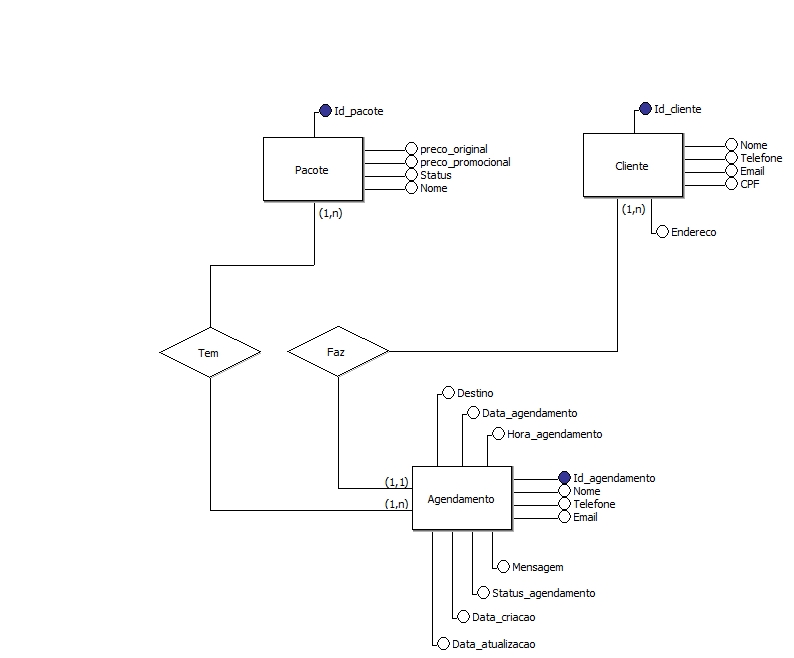 Id_pacote
Id_cliente
Pacote
preco_original
preco_promocional
Status
Nome
Cliente
Nome
Telefone
Email
CPF
(1,n)
(1,n)
Endereco
Tem
Faz
Destino
Data_agendamento
Hora_agendamento
(1,1)
(1,n)
Agendamento
Id_agendamento
Nome
Telefone
Email
Mensagem
Status_agendamento
Data_criacao
Data_atualizacao